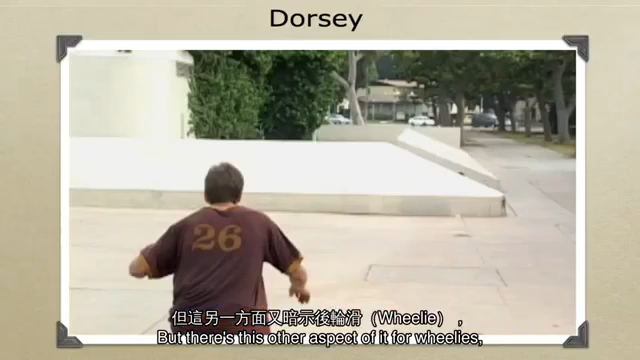 Dorsey
26
但這另一方面又暗示後輪滑（Wheelie），
But there's this other aspect of it for wheelies,